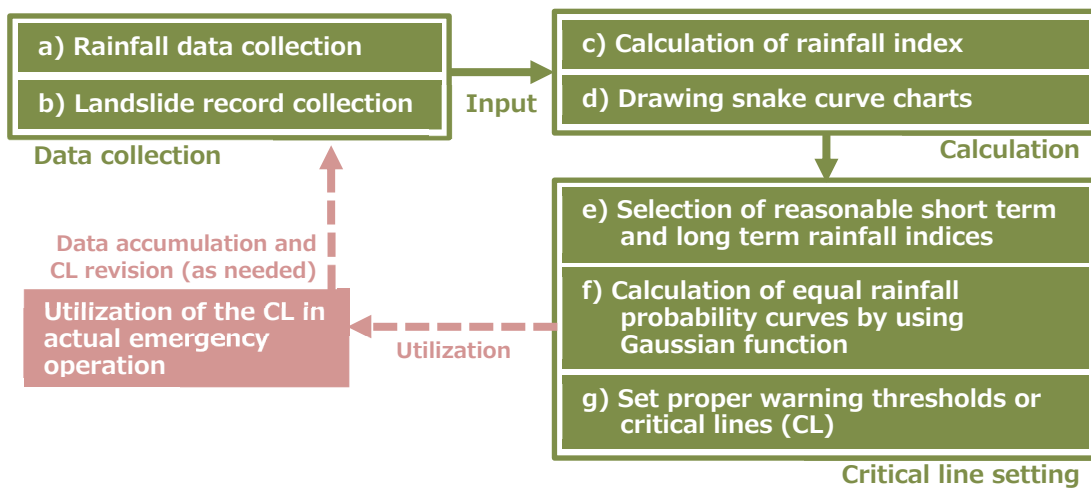 a) Rainfall data collection
b) Landslide record collection
Data collection
Input
c) Calculation of rainfall index
d) Drawing snake curve charts
Calculation
e) Selection of reasonable short term
and long term rainfall indices
f) Calculation of equal rainfall
probability curves by using
Gaussian function
g) Set proper warning thresholds or
critical lines (CL)
Critical line setting
Utilization
Utilization of the CL in
actual emergency
operation
Data accumulation and
CL revision (as needed)